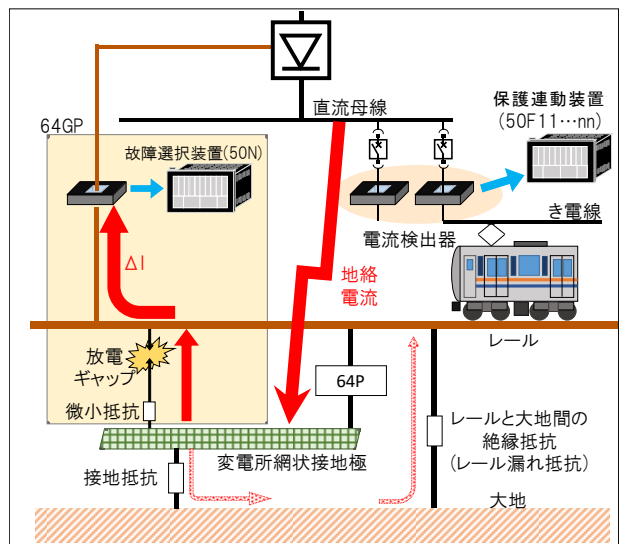 直流母線
保護連動装置
(50F11…nn)
64GP
故障選択装置(50N)
き電線
電流検出器
ΔI
地絡
電流
レール
放電
ギャップ
64P
微小抵抗
レールと大地間の
絶縁抵抗
(レール漏れ抵抗)
変電所網状接地極
接地抵抗
大地